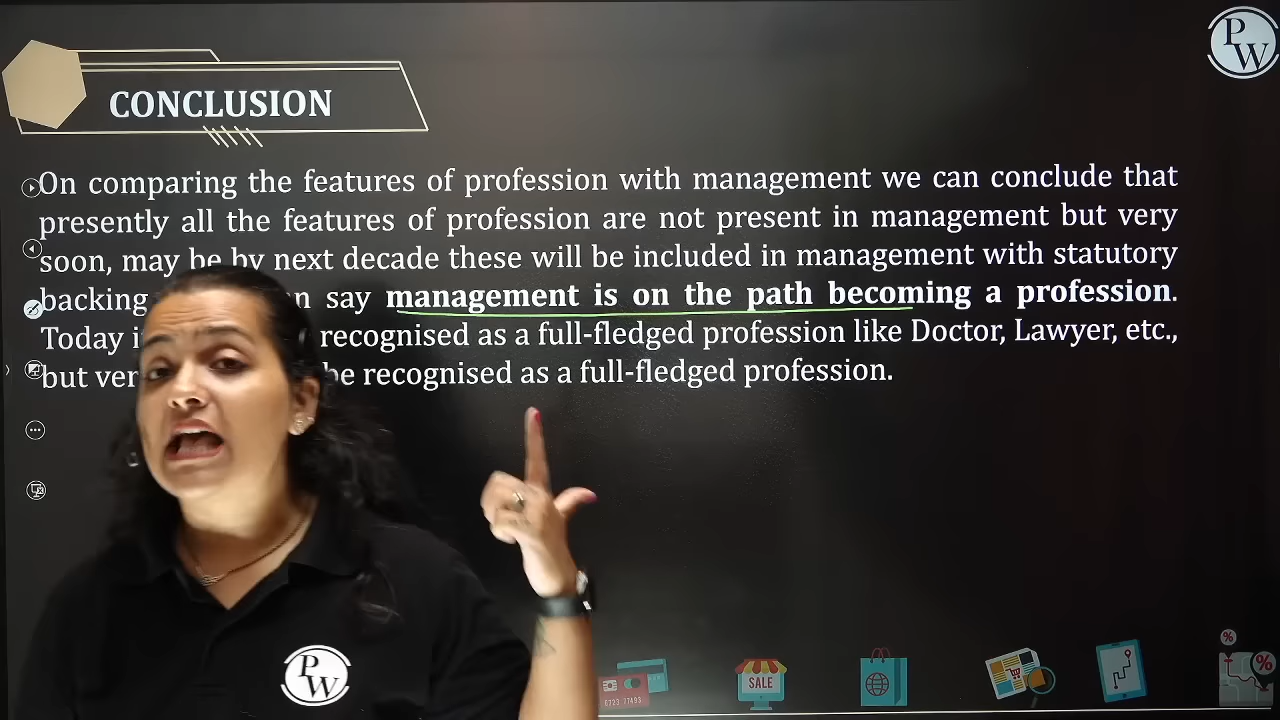 CONCLUSION
P
W
On comparing the features of profession with management we can conclude that
presently all the features of profession are not present in management but very
soon, may be by next decade these will be included in management with statutory
backing say management is on the path becoming a profession.
Today recognised as a full-fledged profession like Doctor, Lawyer, etc.,
but be recognised as a full-fledged profession.
P
W
SALE
%
%